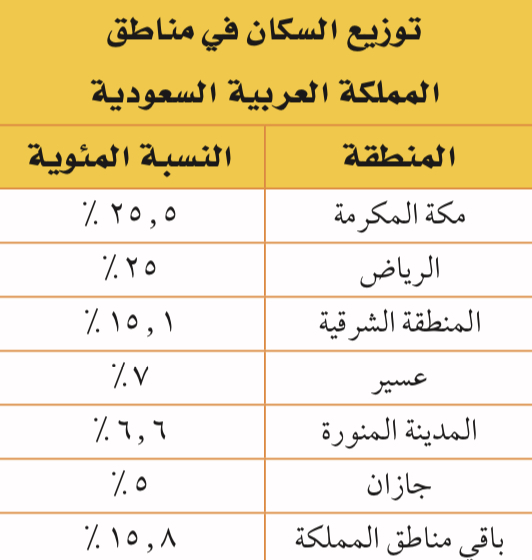 توزيع السكان في مناطق
المملكة العربية السعودية
المنطقة النسبة المئوية
مكة المكرمة ٢٥,٥ ٪
الرياض ٢٥ ٪
المنطقة الشرقية ١٥,١ ٪
عسير ٧ ٪
المدينة المنورة ٦,٦ ٪
جازان ٥ ٪
باقي مناطق المملكة ١٥,٨ ٪